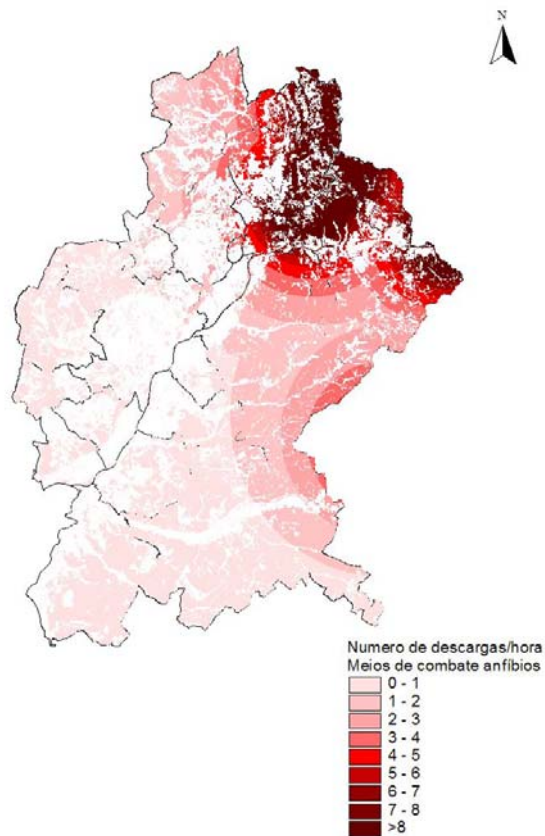 N
Numero de descargas/hora
Meios de combate anfíbios
0 - 1
1 - 2
2 - 3
3 - 4
4 - 5
5 - 6
6 - 7
7 - 8
>8